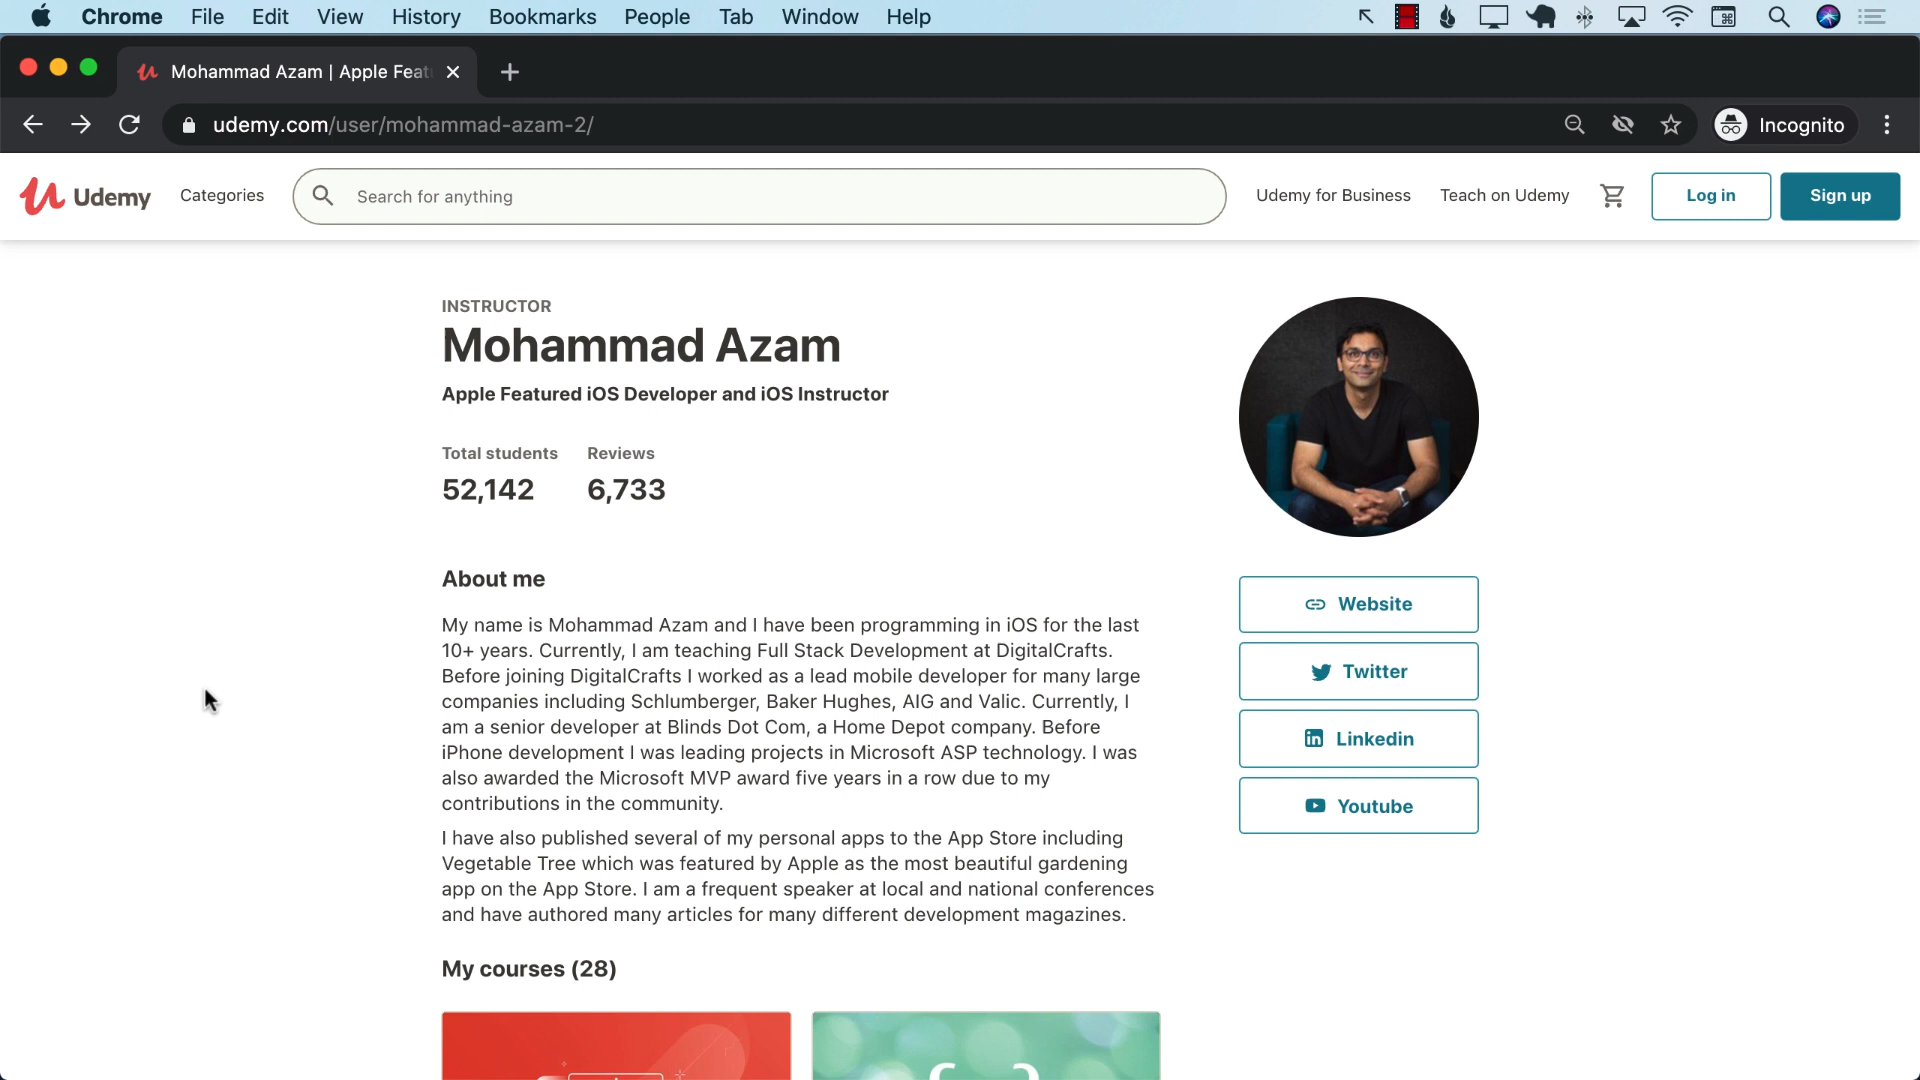 Chrome File Edit View History Bookmarks People Tab Window Help
Mohammad Azam | Apple Feat
udemy.com/user/mohammad-azam-2/
Incognito
Udemy Categories Search for anything Udemy for Business Teach on Udemy Log in Sign up
INSTRUCTOR
Mohammad Azam
Apple Featured iOS Developer and iOS Instructor
Total students Reviews
52,142 6,733
About me
My name is Mohammad Azam and I have been programming in iOS for the last
10+ years. Currently, I am teaching Full Stack Development at DigitalCrafts.
Before joining DigitalCrafts I worked as a lead mobile developer for many large
companies including Schlumberger, Baker Hughes, AIG and Valic. Currently, I
am a senior developer at Blinds Dot Com, a Home Depot company. Before
iPhone development I was leading projects in Microsoft ASP technology. I was
also awarded the Microsoft MVP award five years in a row due to my
contributions in the community.
I have also published several of my personal apps to the App Store including
Vegetable Tree which was featured by Apple as the most beautiful gardening
app on the App Store. I am a frequent speaker at local and national conferences
and have authored many articles for many different development magazines.
My courses (28)
Website
Twitter
Linkedin
Youtube